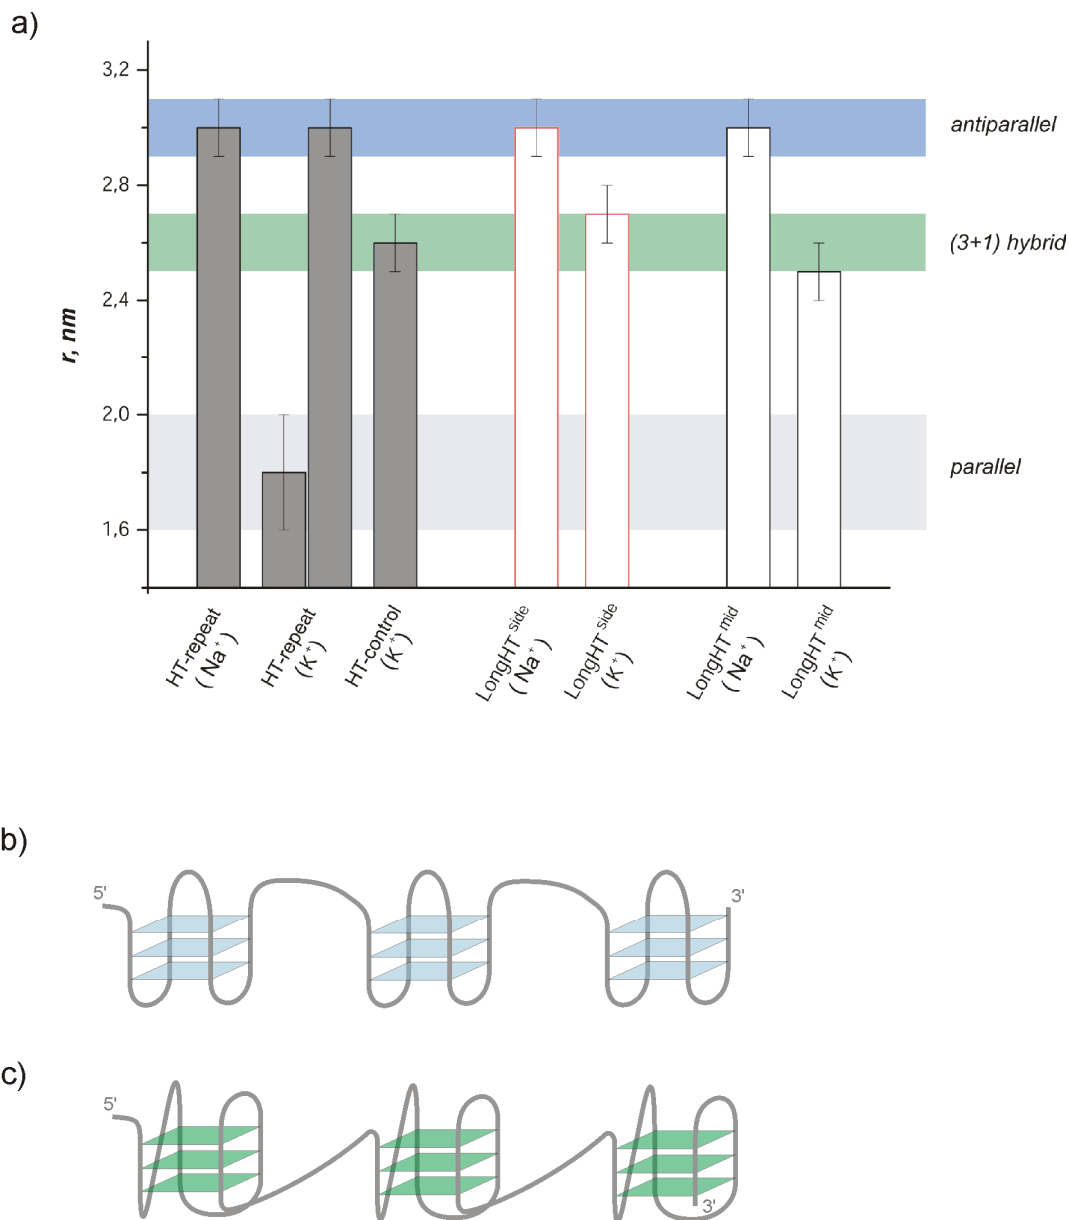 a)
3,2
antiparallel
2,8
(3+1) hybrid
2,4
r, nm
2,0
parallel
1,6
HT-repeat
( Na⁺ )
HT-repeat
(K⁺)
HT-control
(K⁺)
LongHT side
( Na⁺ )
LongHT side
(K⁺)
LongHT mid
( Na⁺ )
LongHT mid
(K⁺)
b)
5'
3'
c)
5'
3'